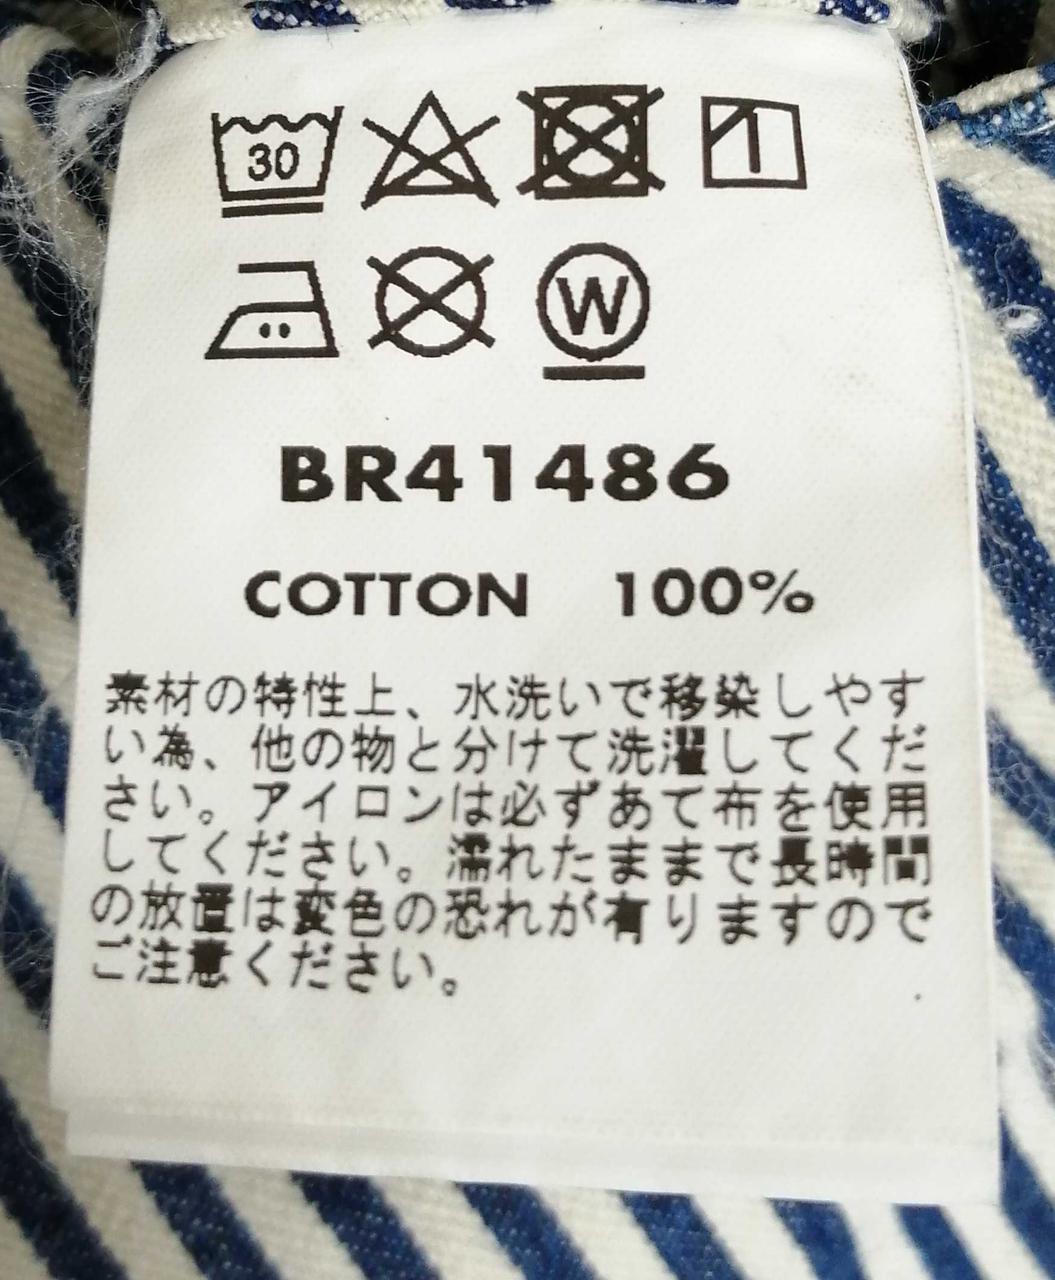 30
W
BR41486
COTTON 100%
素材の特性上、水洗いで移染しやす
い為、他の物と分けて洗濯してくだ
さい。アイロンは必ずあて布を使用
してください。濡れたままで長時間
の放置は変色の恐れが有りますので
ご注意ください。